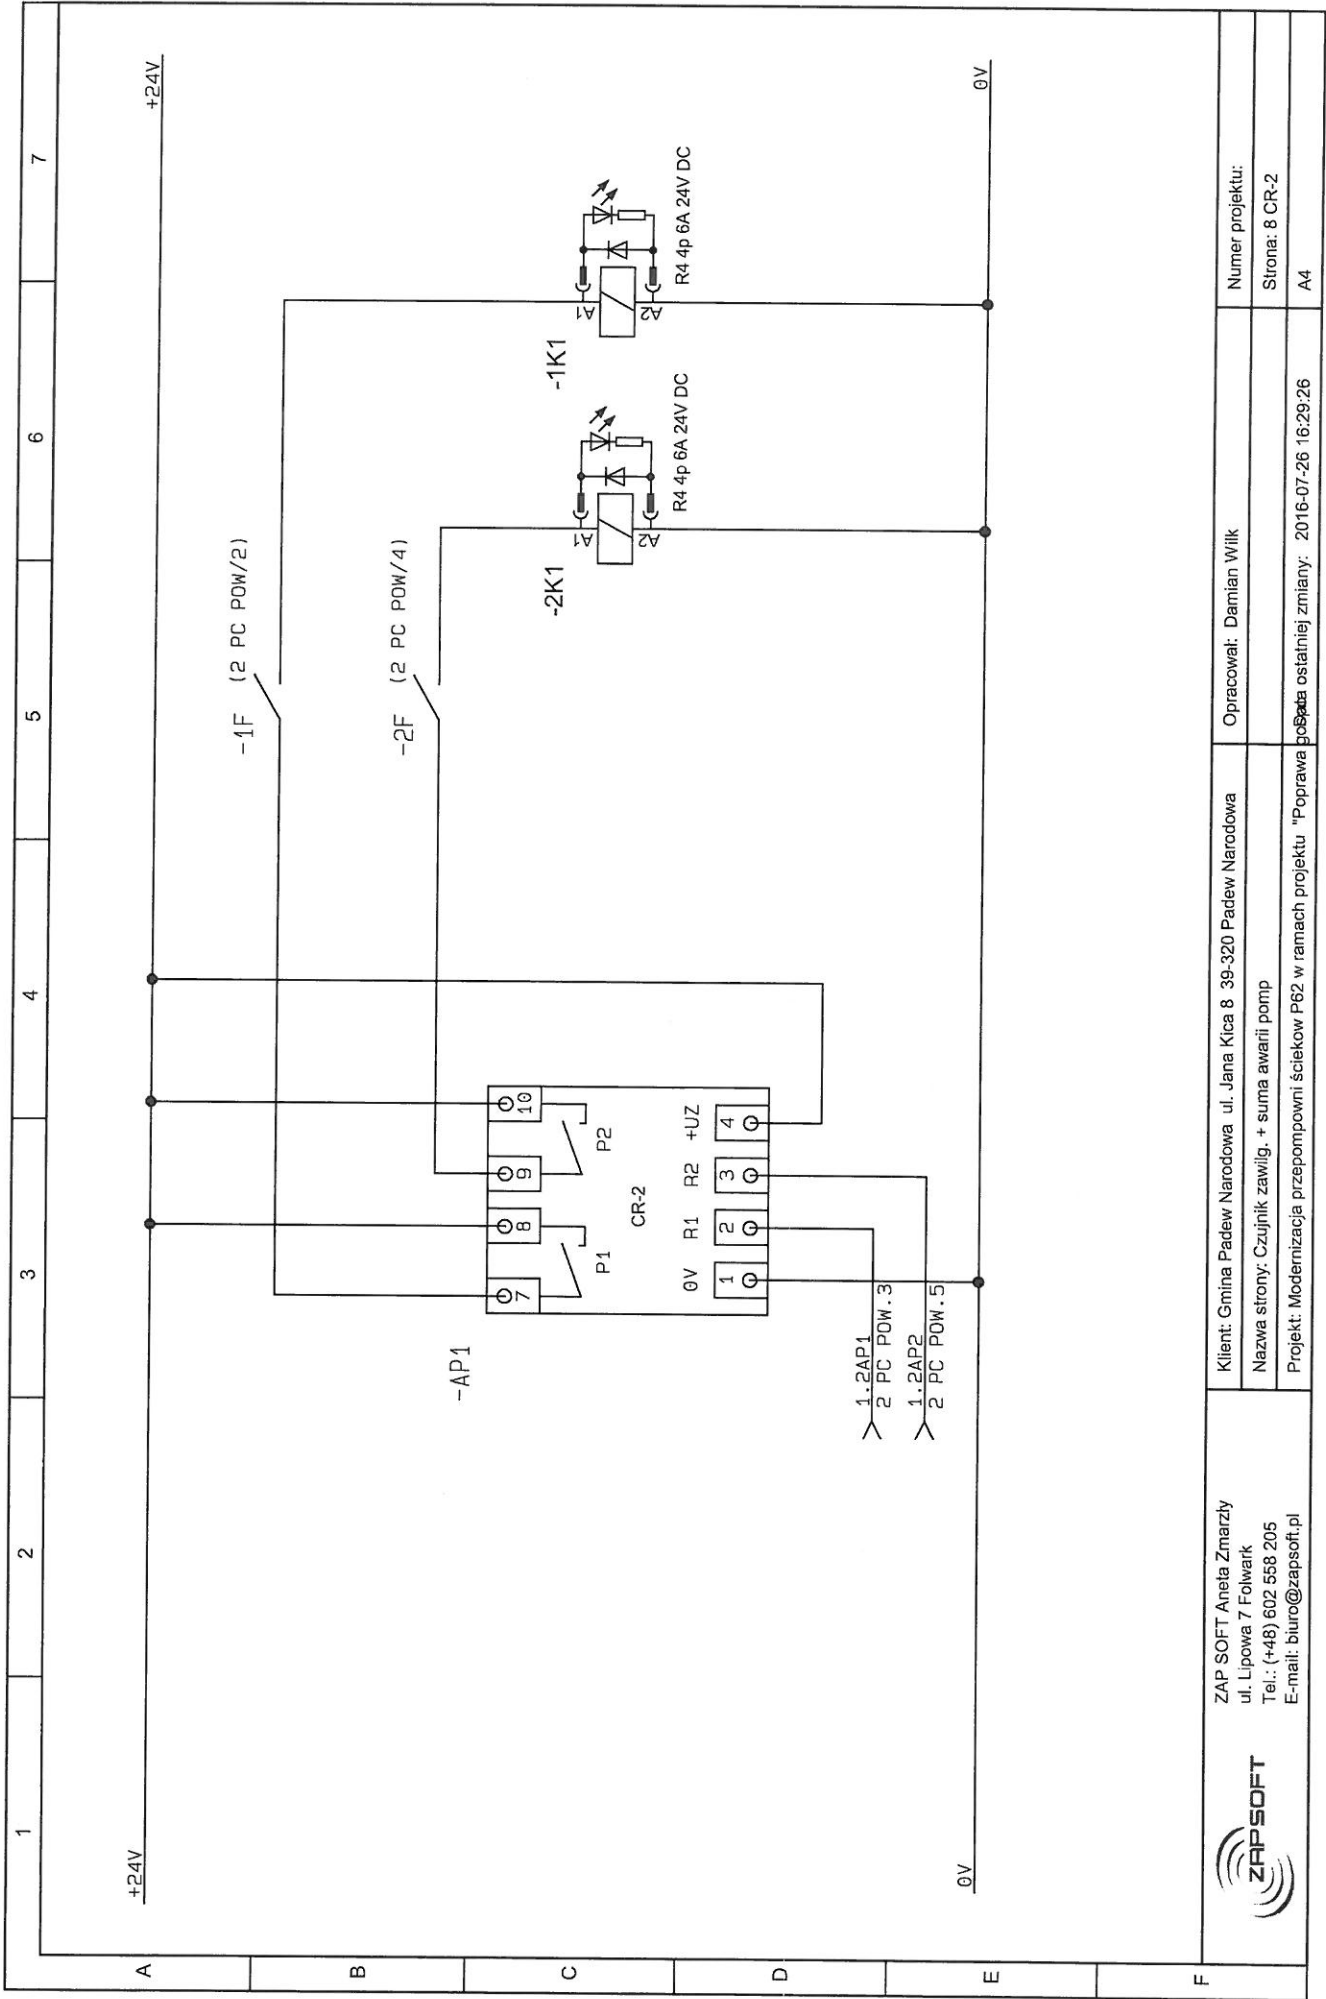 1 2 3 4 5 6 7
A
B
C
D
E
F
+24V +24V
-1F (2 PC POW/2)
-2F (2 PC POW/4)
-AP1
7 8 9 10
P1 P2
CR-2
0V R1 R2 +UZ
1 2 3 4
-2K1
A1
A2
R4 4p 6A 24V DC
-1K1
A1
A2
R4 4p 6A 24V DC
1.2AP1
2 PC POW.3
1.2AP2
2 PC POW.5
0V 0V
ZAPSOFT
ZAP SOFT Aneta Zmarzły
ul. Lipowa 7 Folwark
Tel.: (+48) 602 558 205
E-mail: biuro@zapsoft.pl
Klient: Gmina Padew Narodowa ul. Jana Kica 8 39-320 Padew Narodowa
Opracował: Damian Wilk
Numer projektu:
Nazwa strony: Czujnik zawilg. + suma awarii pomp
Strona: 8 CR-2
Projekt: Modernizacja przepompowni ścieków P62 w ramach projektu "Poprawa
ostatniej zmiany: 2016-07-26 16:29:26
A4